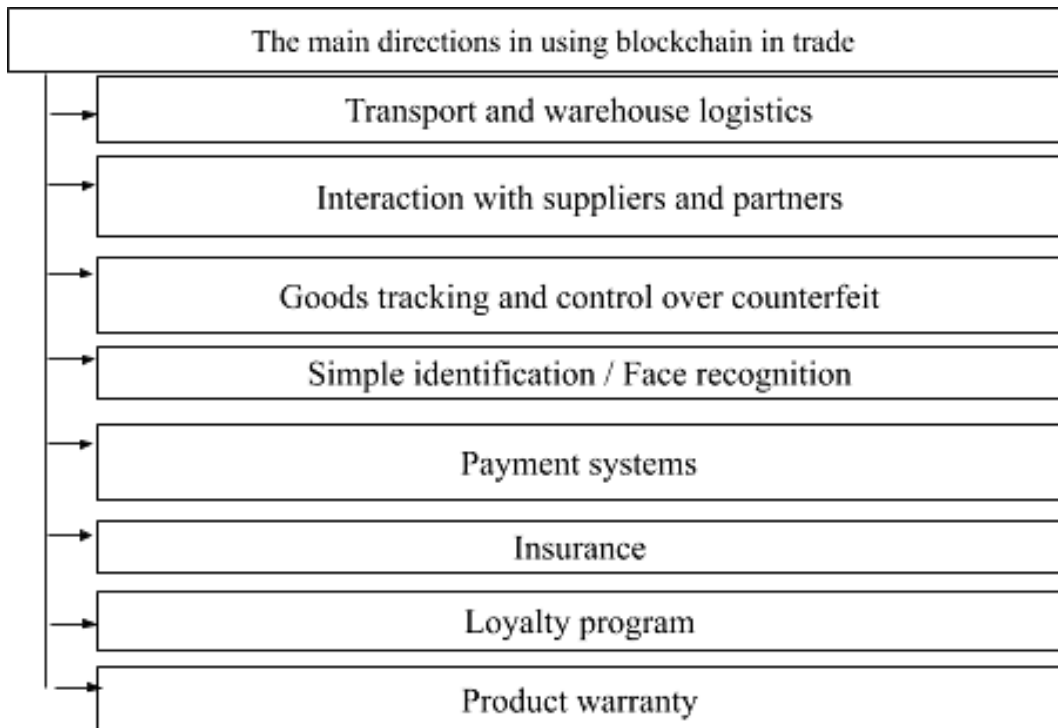 The main directions in using blockchain in trade
Transport and warehouse logistics
Interaction with suppliers and partners
Goods tracking and control over counterfeit
Simple identification / Face recognition
Payment systems
Insurance
Loyalty program
Product warranty